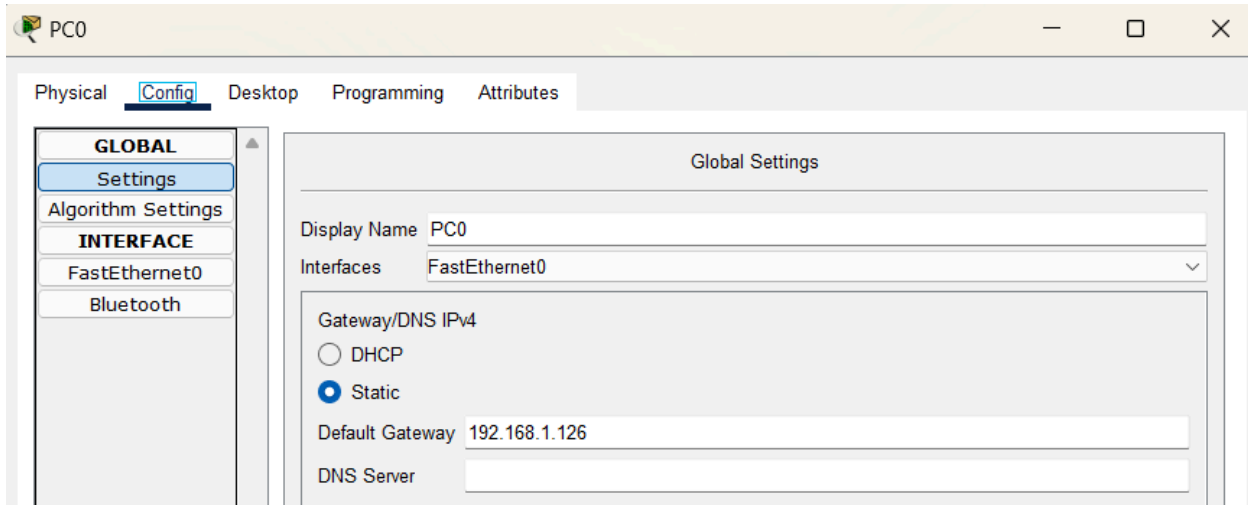 PC0
Physical Config Desktop Programming Attributes
GLOBAL
Settings
Algorithm Settings
INTERFACE
FastEthernet0
Bluetooth
Global Settings
Display Name PC0
Interfaces FastEthernet0
Gateway/DNS IPv4
DHCP
Static
Default Gateway 192.168.1.126
DNS Server